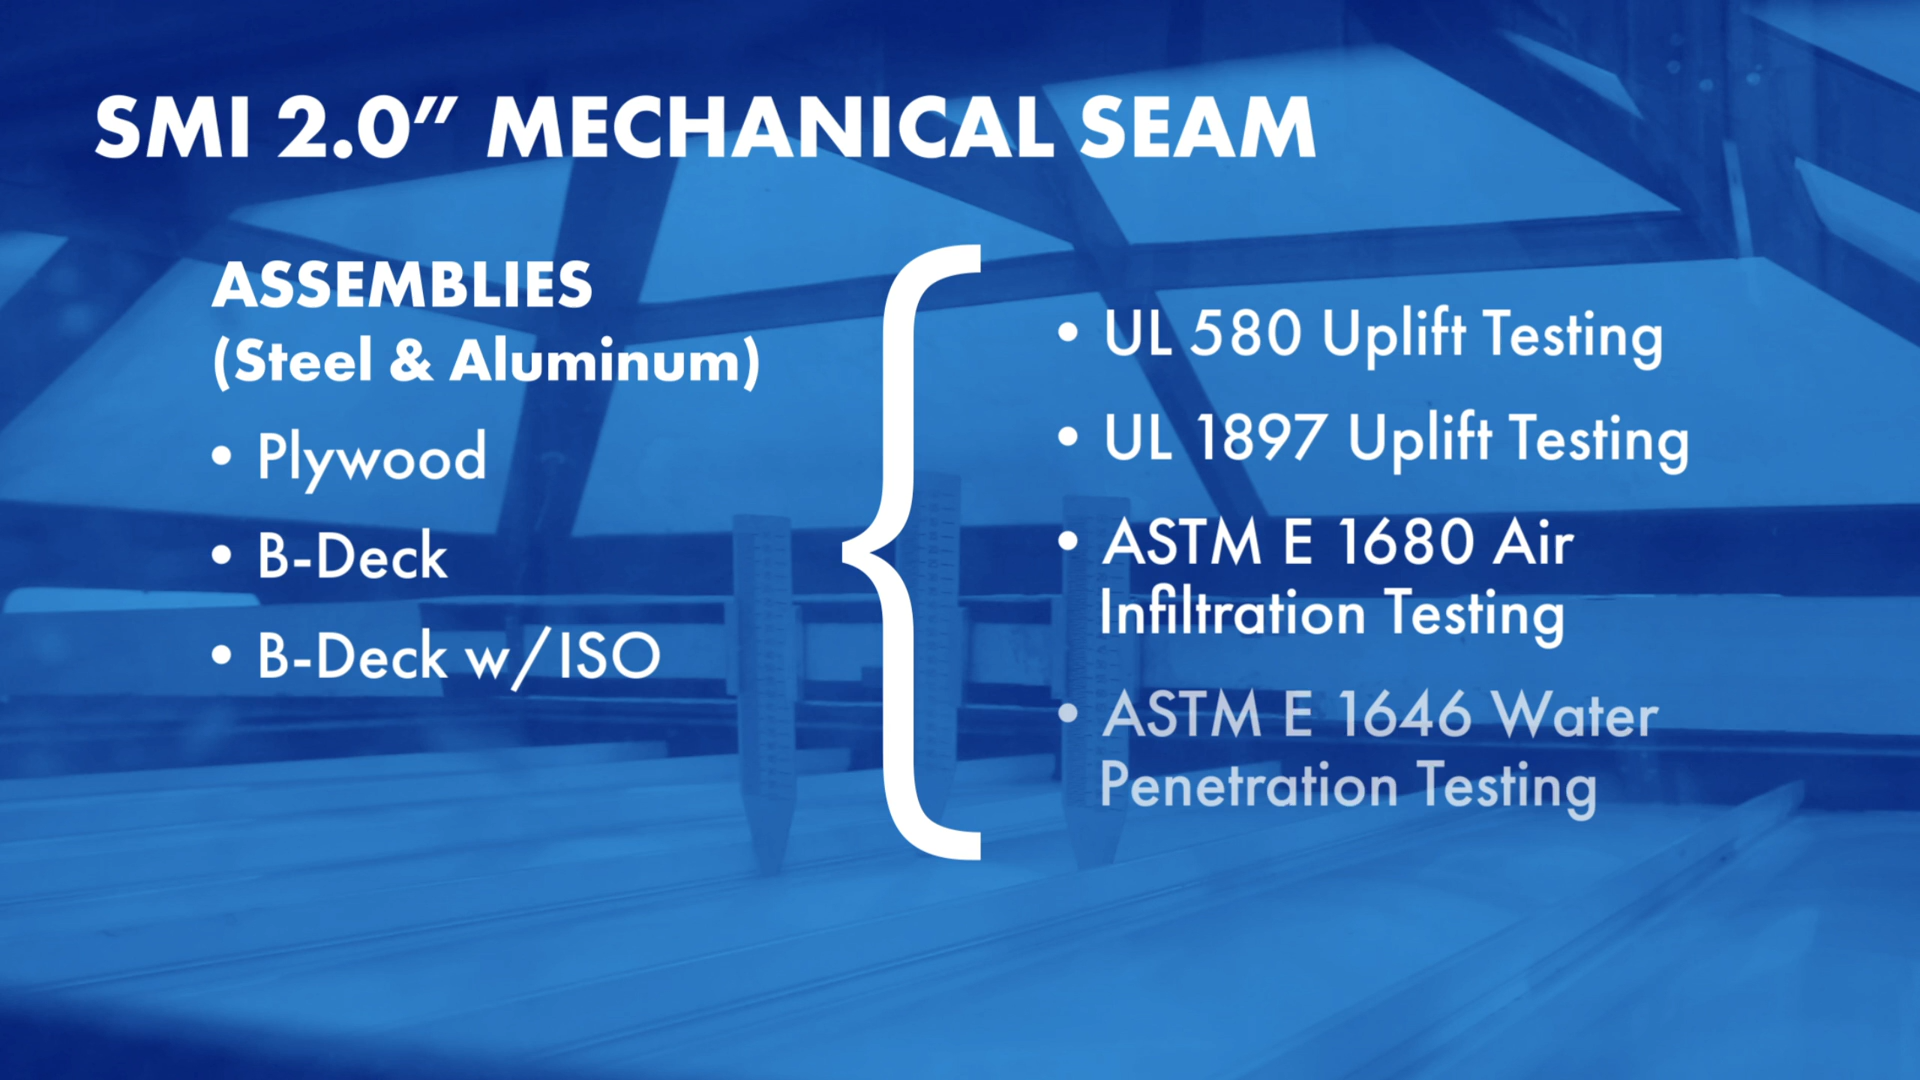 SMI 2.0” MECHANICAL SEAM
ASSEMBLIES
(Steel & Aluminum)
• Plywood
• B-Deck
• B-Deck w/ISO
• UL 580 Uplift Testing
• UL 1897 Uplift Testing
• ASTM E 1680 Air
Infiltration Testing
• ASTM E 1646 Water
Penetration Testing